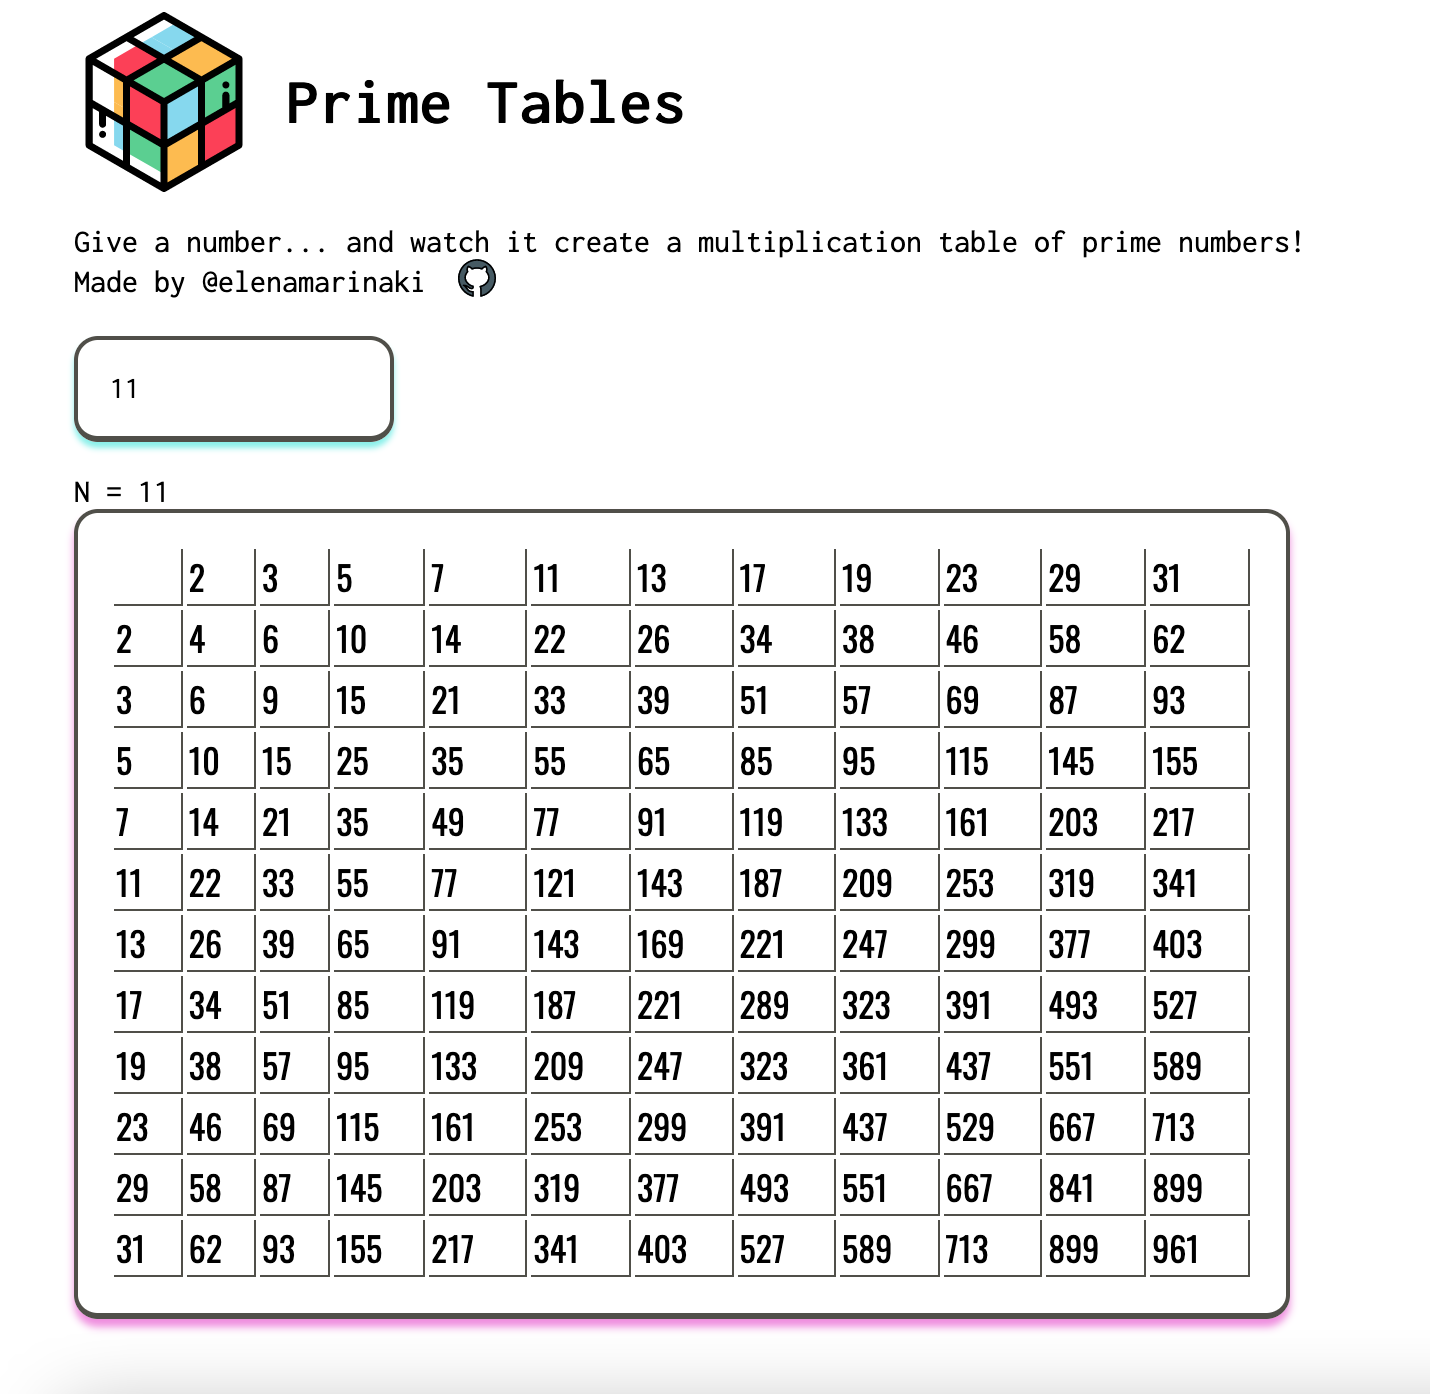 Prime Tables
Give a number... and watch it create a multiplication table of prime numbers!
Made by @elenamarinaki
11
N = 11
2 3 5 7 11 13 17 19 23 29 31
2 4 6 10 14 22 26 34 38 46 58 62
3 6 9 15 21 33 39 51 57 69 87 93
5 10 15 25 35 55 65 85 95 115 145 155
7 14 21 35 49 77 91 119 133 161 203 217
11 22 33 55 77 121 143 187 209 253 319 341
13 26 39 65 91 143 169 221 247 299 377 403
17 34 51 85 119 187 221 289 323 391 493 527
19 38 57 95 133 209 247 323 361 437 551 589
23 46 69 115 161 253 299 391 437 529 667 713
29 58 87 145 203 319 377 493 551 667 841 899
31 62 93 155 217 341 403 527 589 713 899 961